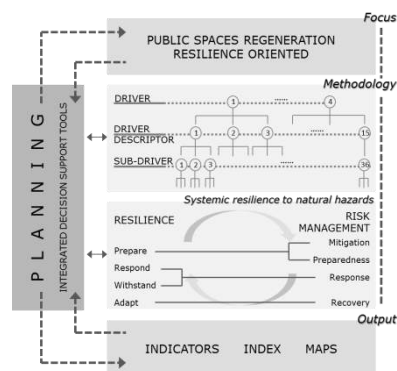 Focus
PUBLIC SPACES REGENERATION
RESILIENCE ORIENTED
Methodology
PLANNING
INTEGRATED DECISION SUPPORT TOOLS
DRIVER 1 ...... 4
DRIVER DESCRIPTOR 1 2 3 ...... 15
SUB-DRIVER 1 2 3 ...... 36
Systemic resilience to natural hazards
RESILIENCE
RISK
MANAGEMENT
Prepare
Mitigation
Preparedness
Respond
Withstand
Response
Adapt
Recovery
Output
INDICATORS INDEX MAPS